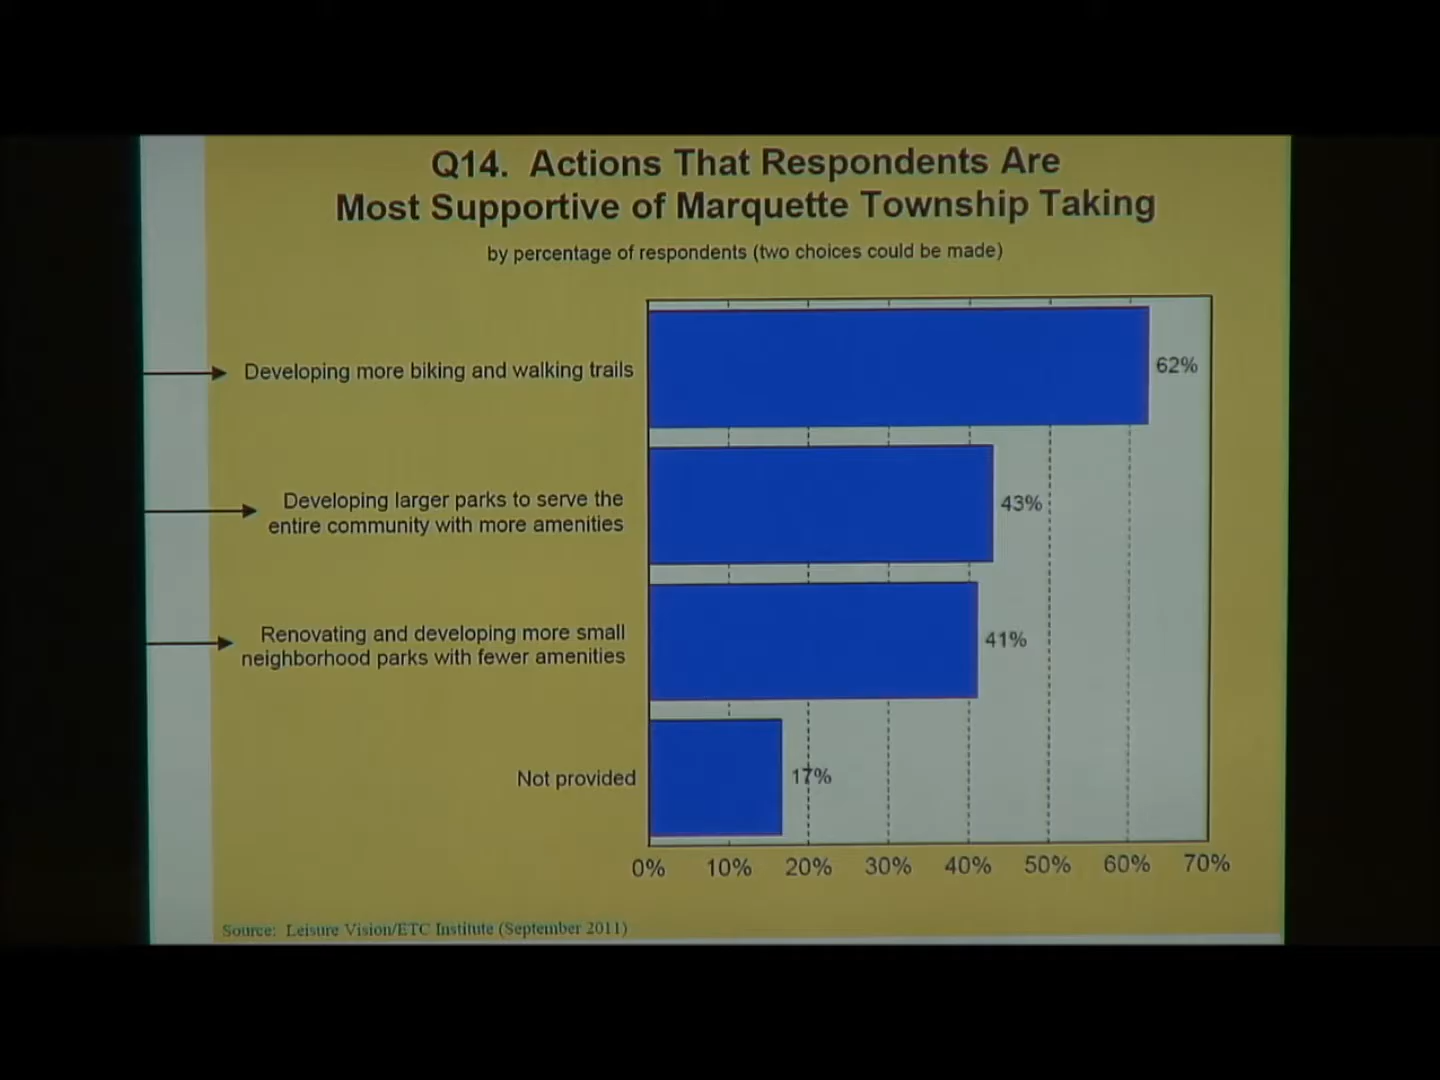 Q14. Actions That Respondents Are
Most Supportive of Marquette Township Taking
by percentage of respondents (two choices could be made)
Developing more biking and walking trails
62%
Developing larger parks to serve the
entire community with more amenities
43%
Renovating and developing more small
neighborhood parks with fewer amenities
41%
Not provided
17%
0% 10% 20% 30% 40% 50% 60% 70%
Source: Leisure Vision/ETC Institute (September 2011)